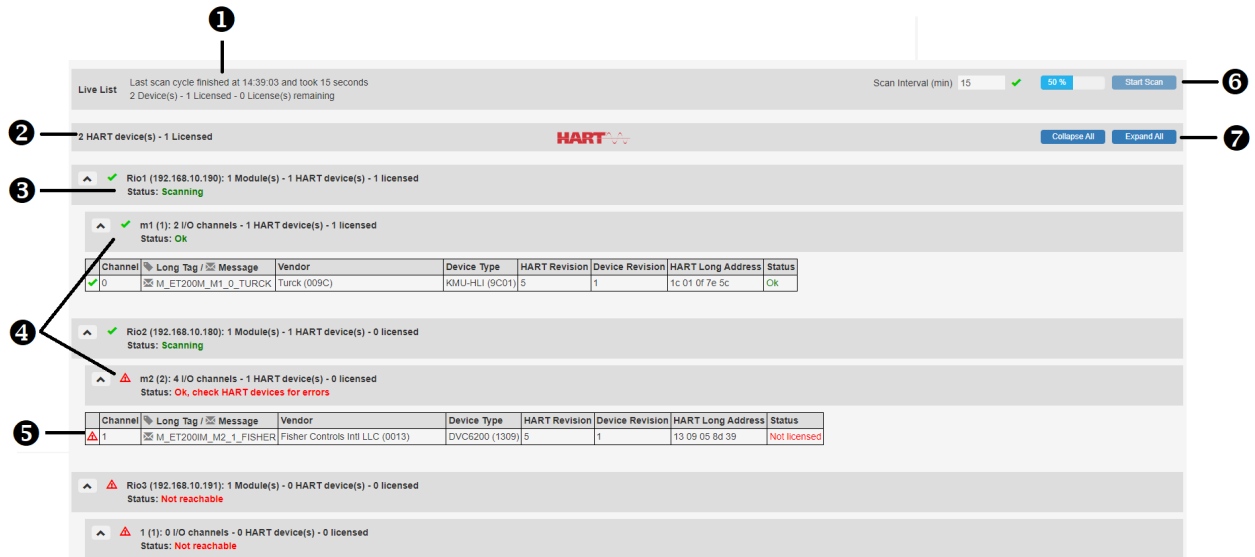 ❶
Live List
Last scan cycle finished at 14:39:03 and took 15 seconds
2 Device(s) - 1 Licensed - 0 License(s) remaining
Scan Interval (min) 15 50 % Start Scan
❻
❷
2 HART device(s) - 1 Licensed
HART
Collapse All Expand All
❼
Rio1 (192.168.10.190): 1 Module(s) - 1 HART device(s) - 1 licensed
❸
Status: Scanning
m1 (1): 2 I/O channels - 1 HART device(s) - 1 licensed
Status: Ok
Channel Long Tag / Message Vendor Device Type HART Revision Device Revision HART Long Address Status
0 M_ET200M_M1_0_TURCK Turck (009C) KMU-HLI (9C01) 5 1 1c 01 0f 7e 5c Ok
❹
Rio2 (192.168.10.180): 1 Module(s) - 1 HART device(s) - 0 licensed
Status: Scanning
m2 (2): 4 I/O channels - 1 HART device(s) - 0 licensed
Status: Ok, check HART devices for errors
Channel Long Tag / Message Vendor Device Type HART Revision Device Revision HART Long Address Status
❺
1 M_ET200IM_M2_1_FISHER Fisher Controls Intl LLC (0013) DVC6200 (1309) 5 1 13 09 05 8d 39 Not licensed
Rio3 (192.168.10.191): 1 Module(s) - 0 HART device(s) - 0 licensed
Status: Not reachable
1 (1): 0 I/O channels - 0 HART device(s) - 0 licensed
Status: Not reachable